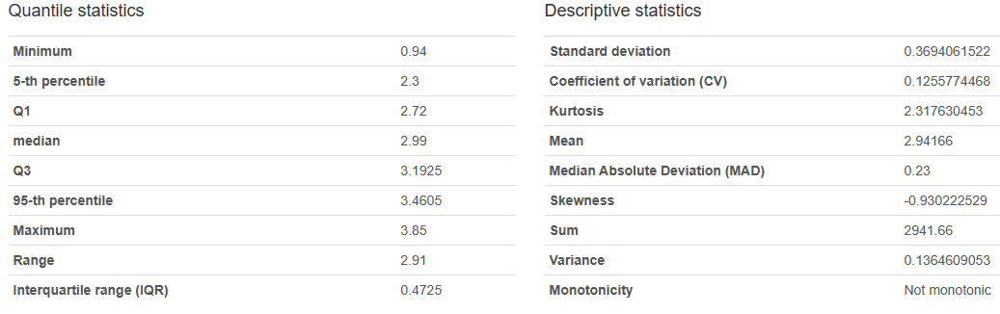 Quantile statistics
Minimum 0.94
5-th percentile 2.3
Q1 2.72
median 2.99
Q3 3.1925
95-th percentile 3.4605
Maximum 3.85
Range 2.91
Interquartile range (IQR) 0.4725
Descriptive statistics
Standard deviation 0.3694061522
Coefficient of variation (CV) 0.1255774468
Kurtosis 2.317630453
Mean 2.94166
Median Absolute Deviation (MAD) 0.23
Skewness -0.930222529
Sum 2941.66
Variance 0.1364609053
Monotonicity Not monotonic